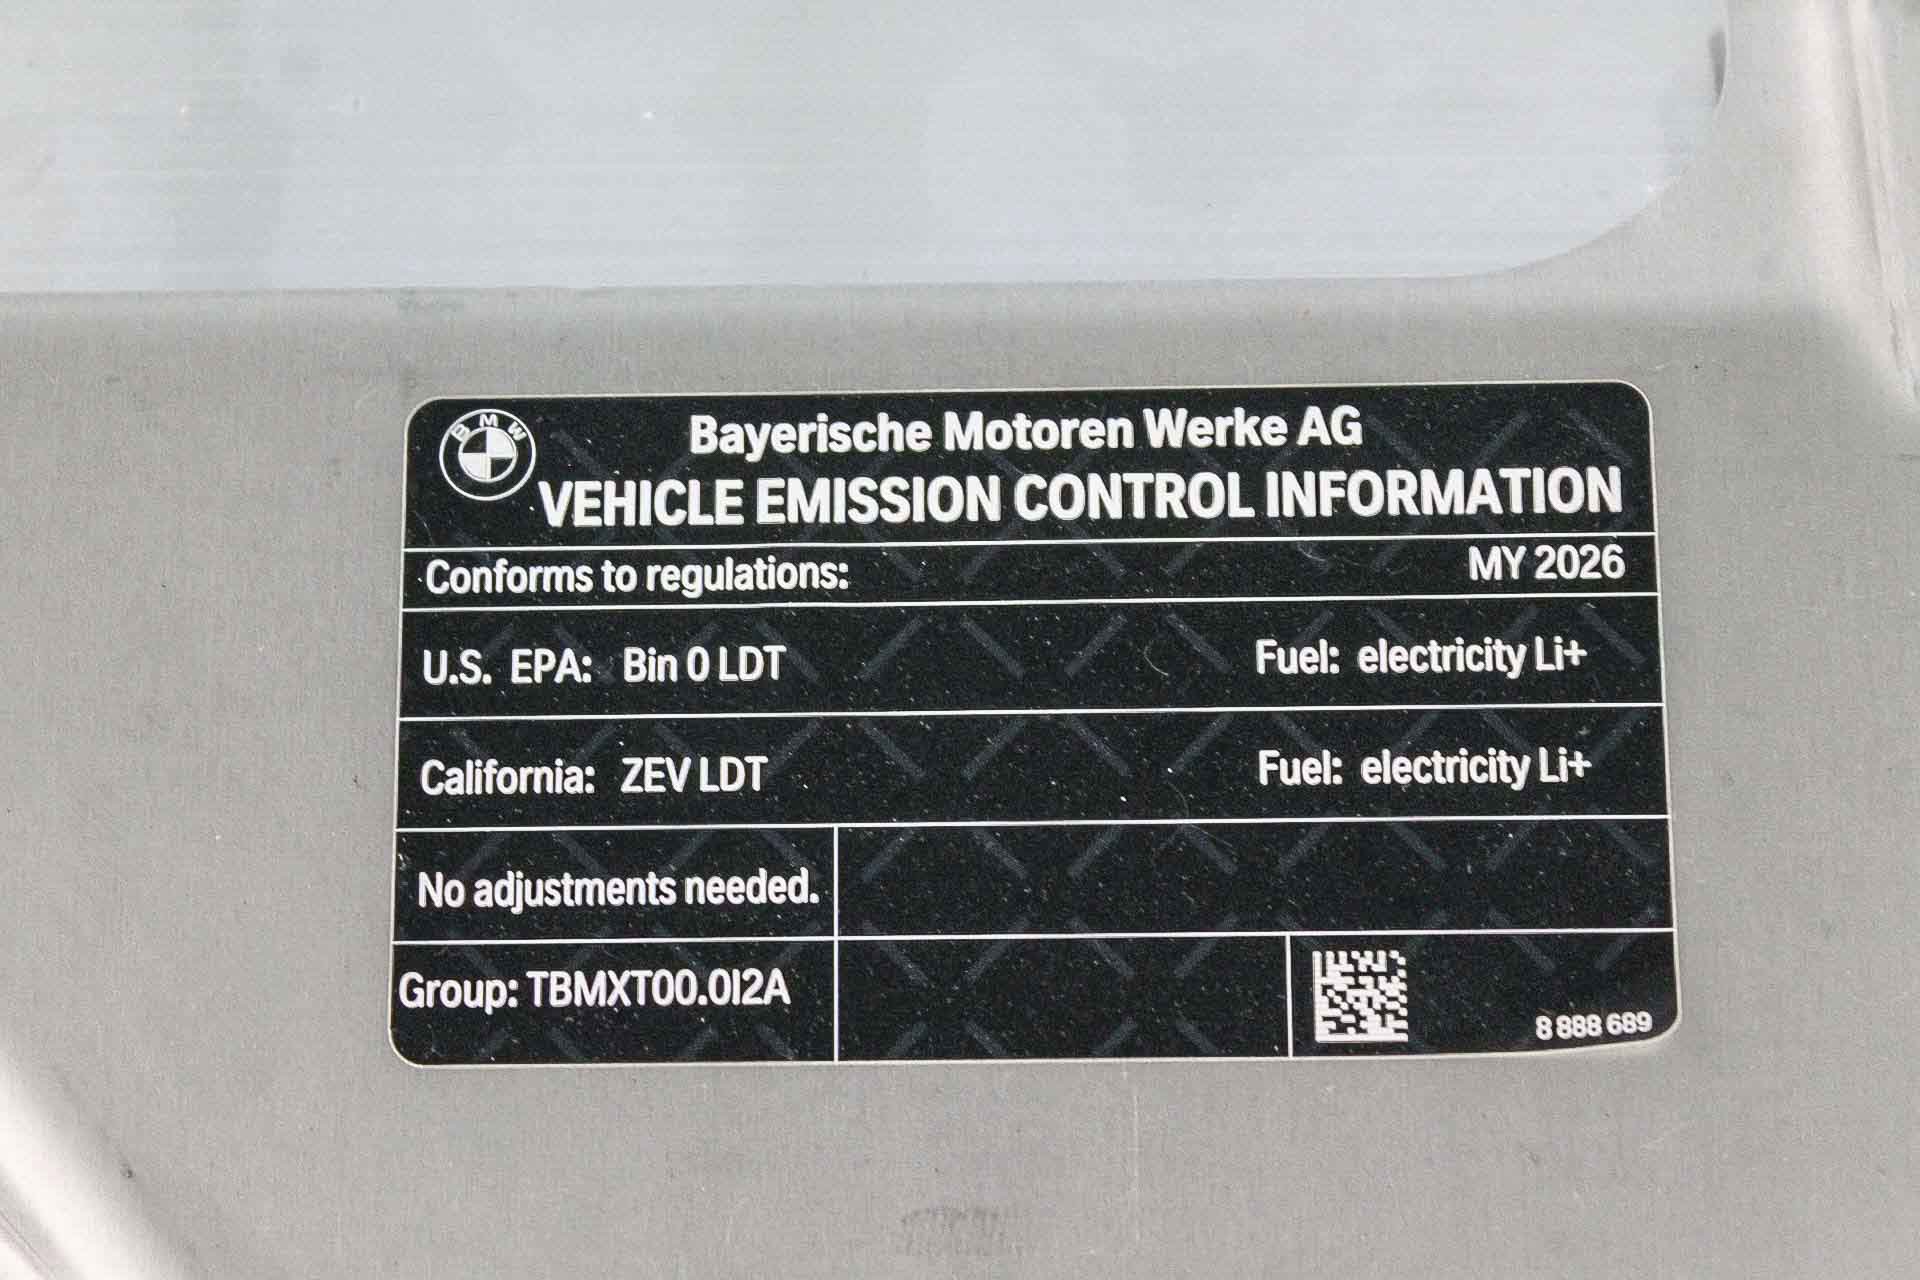 BMW
Bayerische Motoren Werke AG
VEHICLE EMISSION CONTROL INFORMATION
Conforms to regulations: MY 2026
U.S. EPA: Bin 0 LDT Fuel: electricity Li+
California: ZEV LDT Fuel: electricity Li+
No adjustments needed.
Group: TBMXT00.0I2A
8 888 689